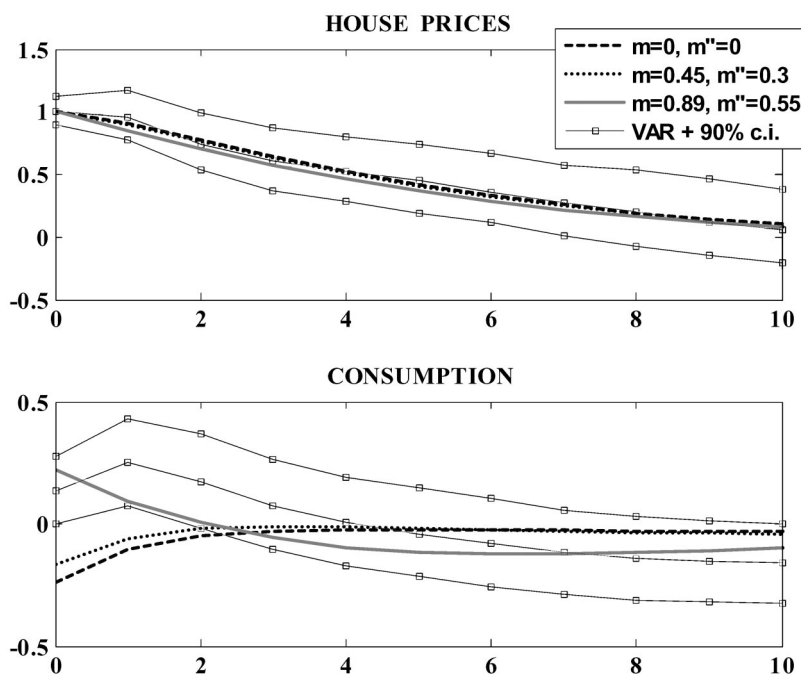 HOUSE PRICES
1.5
1
0.5
0
-0.5
0 2 4 6 8 10
m=0, m"=0
m=0.45, m"=0.3
m=0.89, m"=0.55
VAR + 90% c.i.
CONSUMPTION
0.5
0
-0.5
0 2 4 6 8 10